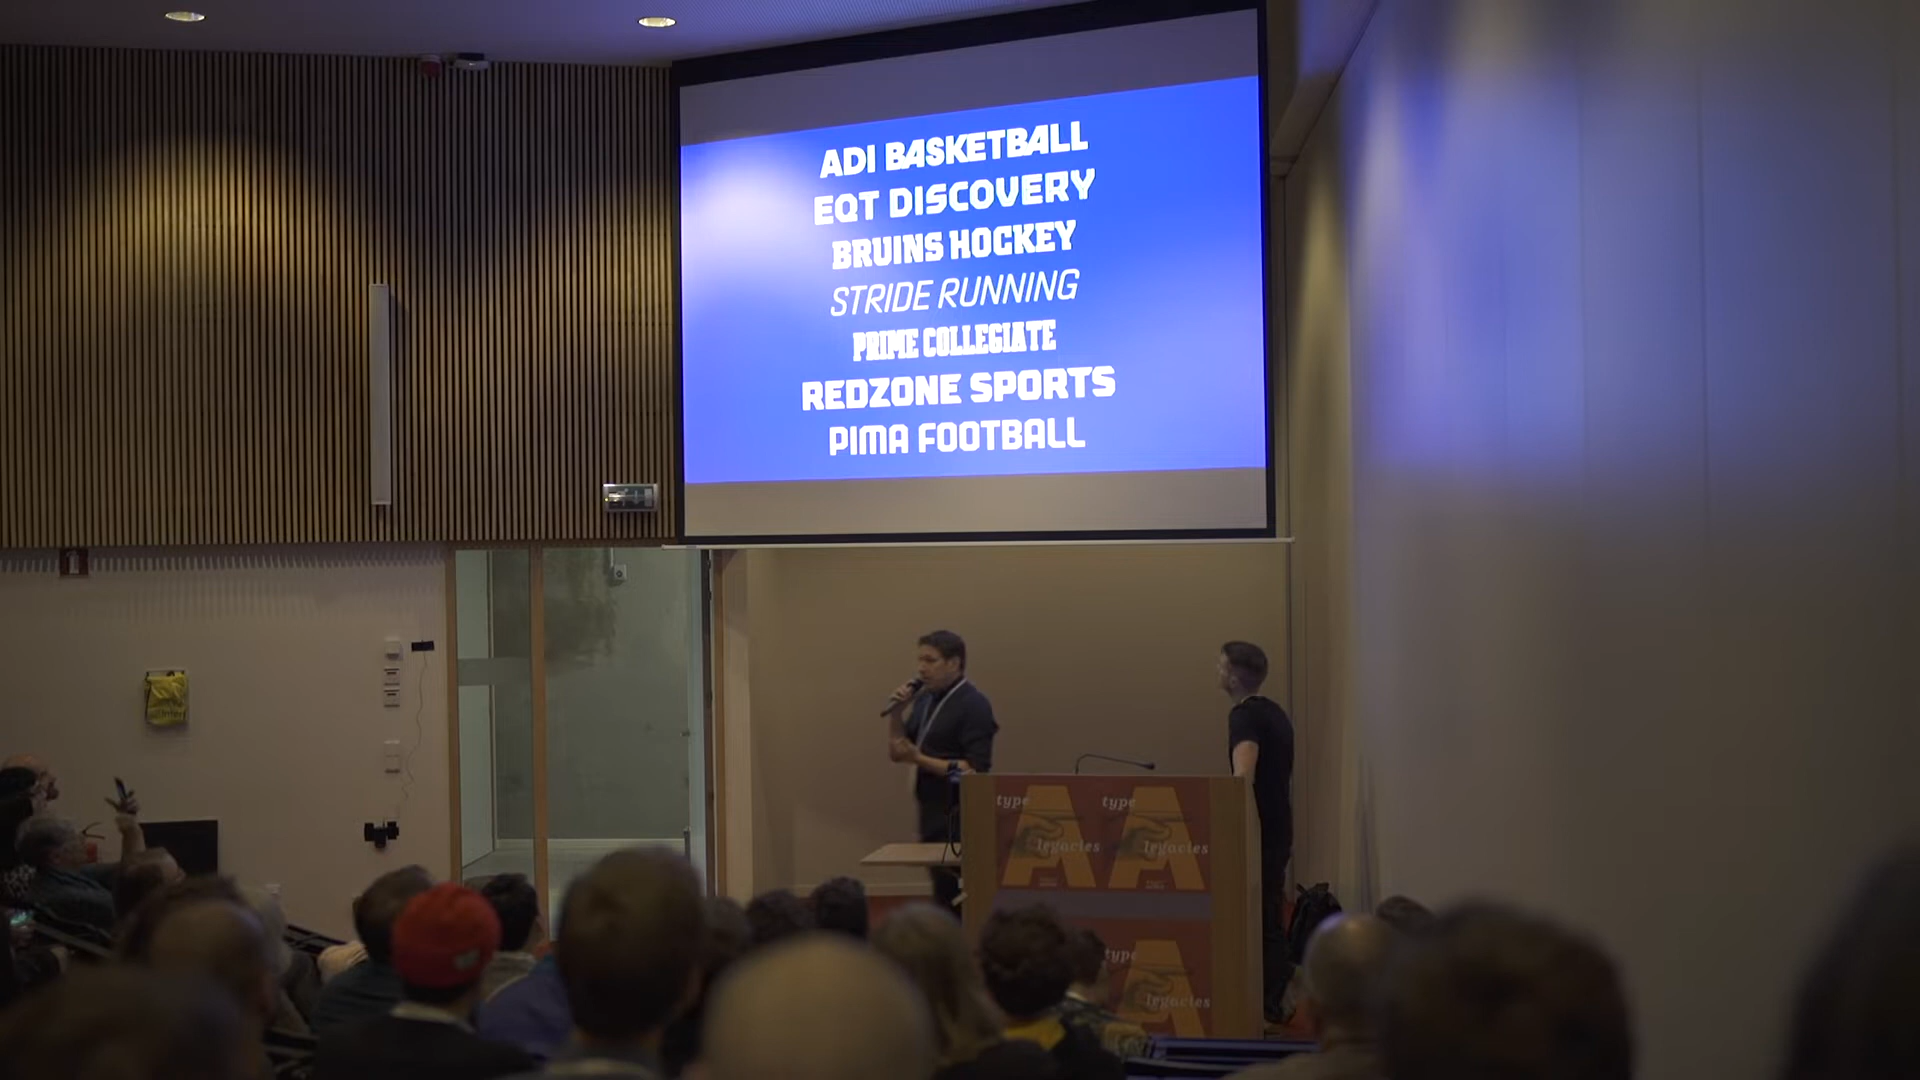 ADI BASKETBALL
EQT DISCOVERY
BRUINS HOCKEY
STRIDE RUNNING
PRIME COLLEGIATE
REDZONE SPORTS
PIMA FOOTBALL
type type
legacies legacies
type
legacies